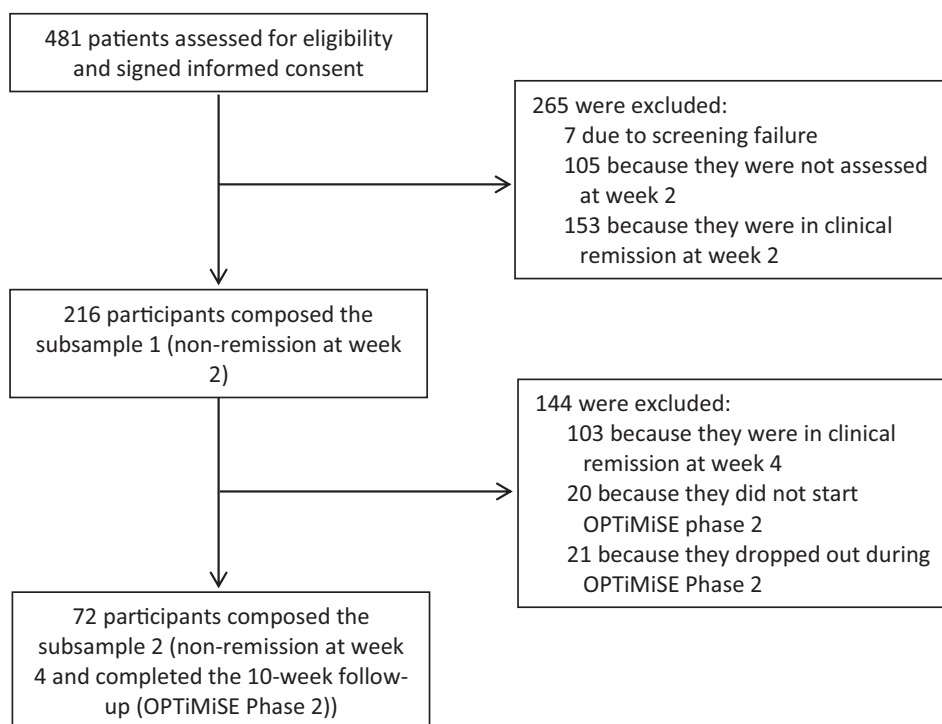 481 patients assessed for eligibility
and signed informed consent
265 were excluded:
7 due to screening failure
105 because they were not assessed
at week 2
153 because they were in clinical
remission at week 2
216 participants composed the
subsample 1 (non-remission at week
2)
144 were excluded:
103 because they were in clinical
remission at week 4
20 because they did not start
OPTiMiSE phase 2
21 because they dropped out during
OPTiMiSE Phase 2
72 participants composed the
subsample 2 (non-remission at week
4 and completed the 10-week follow-
up (OPTiMiSE Phase 2))